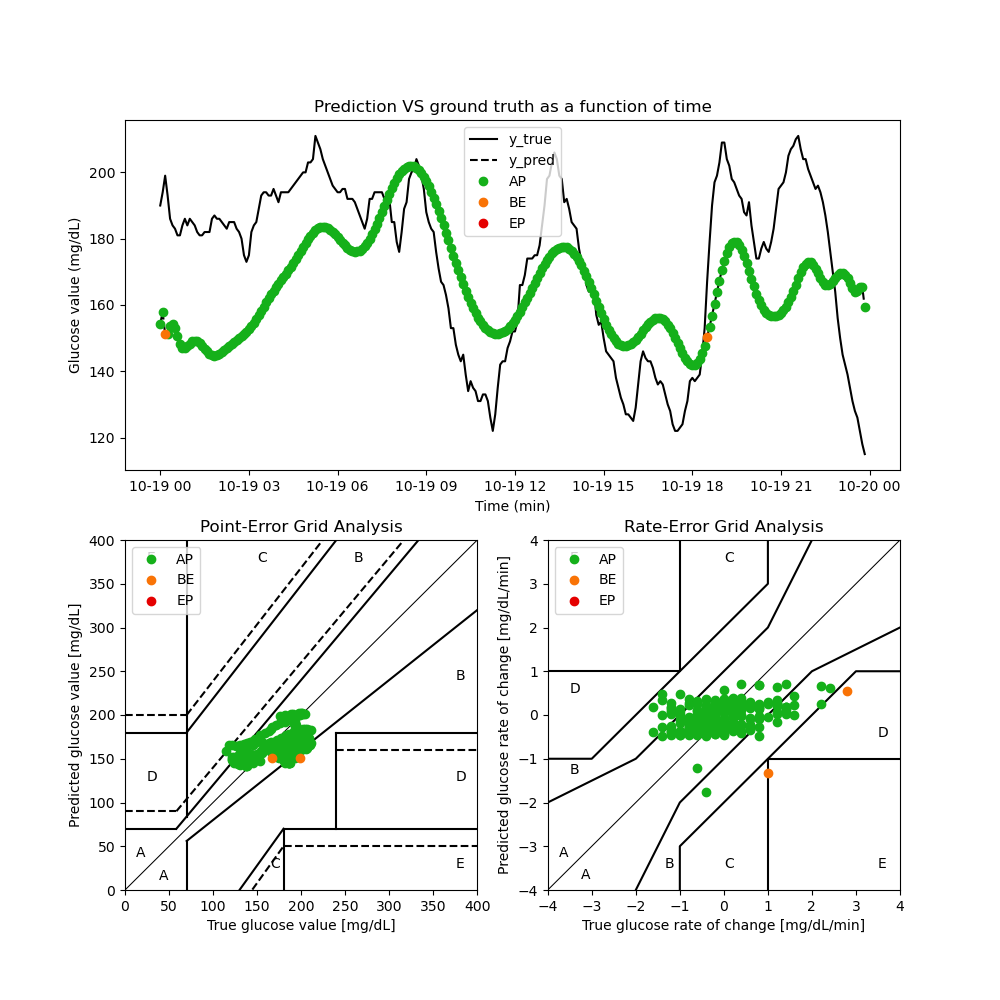 Prediction VS ground truth as a function of time
Glucose value (mg/dL)
200
180
160
140
120
y_true
y_pred
AP
BE
EP
10-19 00 10-19 03 10-19 06 10-19 09 10-19 12 10-19 15 10-19 18 10-19 21 10-20 00
Time (min)
Point-Error Grid Analysis
Predicted glucose value [mg/dL]
400
350
300
250
200
150
100
50
0
AP
BE
EP
C
B
B
D
D
A
A
C
E
0 50 100 150 200 250 300 350 400
True glucose value [mg/dL]
Rate-Error Grid Analysis
Predicted glucose rate of change [mg/dL/min]
4
3
2
1
0
−1
−2
−3
−4
AP
BE
EP
C
D
D
B
A
A
B
C
E
−4 −3 −2 −1 0 1 2 3 4
True glucose rate of change [mg/dL/min]